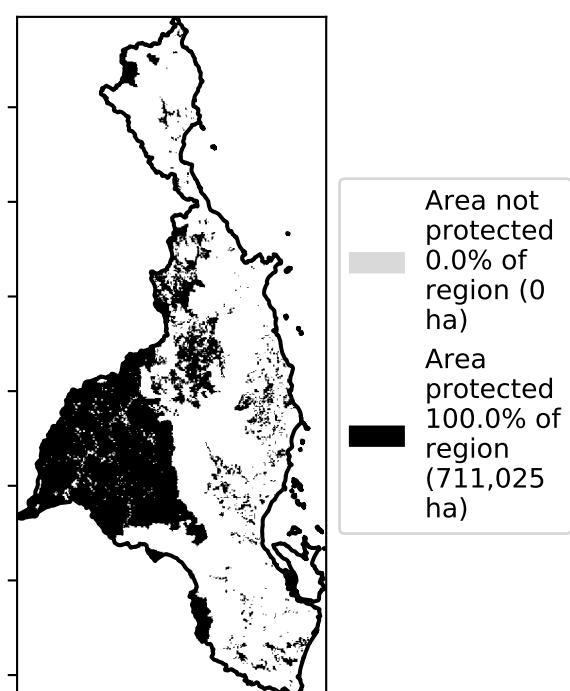 Area not
protected
0.0% of
region (0
ha)
Area
protected
100.0% of
region
(711,025
ha)